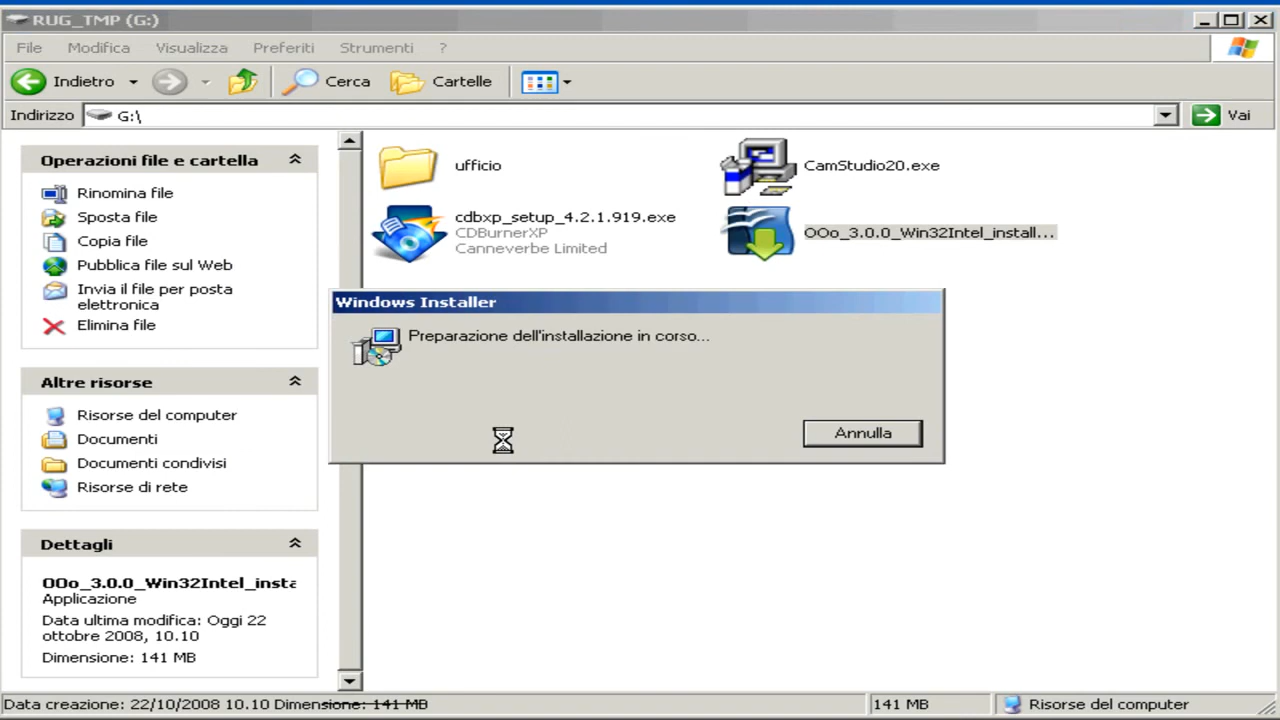 RUG_TMP (G:)
File Modifica Visualizza Preferiti Strumenti ?
Indietro Cerca Cartelle
Indirizzo G:\ Vai
Operazioni file e cartella
Rinomina file
Sposta file
Copia file
Pubblica file sul Web
Invia il file per posta
elettronica
Elimina file
Altre risorse
Risorse del computer
Documenti
Documenti condivisi
Risorse di rete
Dettagli
OOo_3.0.0_Win32Intel_insta
Applicazione
Data ultima modifica: Oggi 22
ottobre 2008, 10.10
Dimensione: 141 MB
ufficio
CamStudio20.exe
cdbxp_setup_4.2.1.919.exe
CDBurnerXP
Canneverbe Limited
OOo_3.0.0_Win32Intel_install...
Windows Installer
Preparazione dell'installazione in corso...
Annulla
Data creazione: 22/10/2008 10.10 Dimensione: 141 MB
141 MB
Risorse del computer